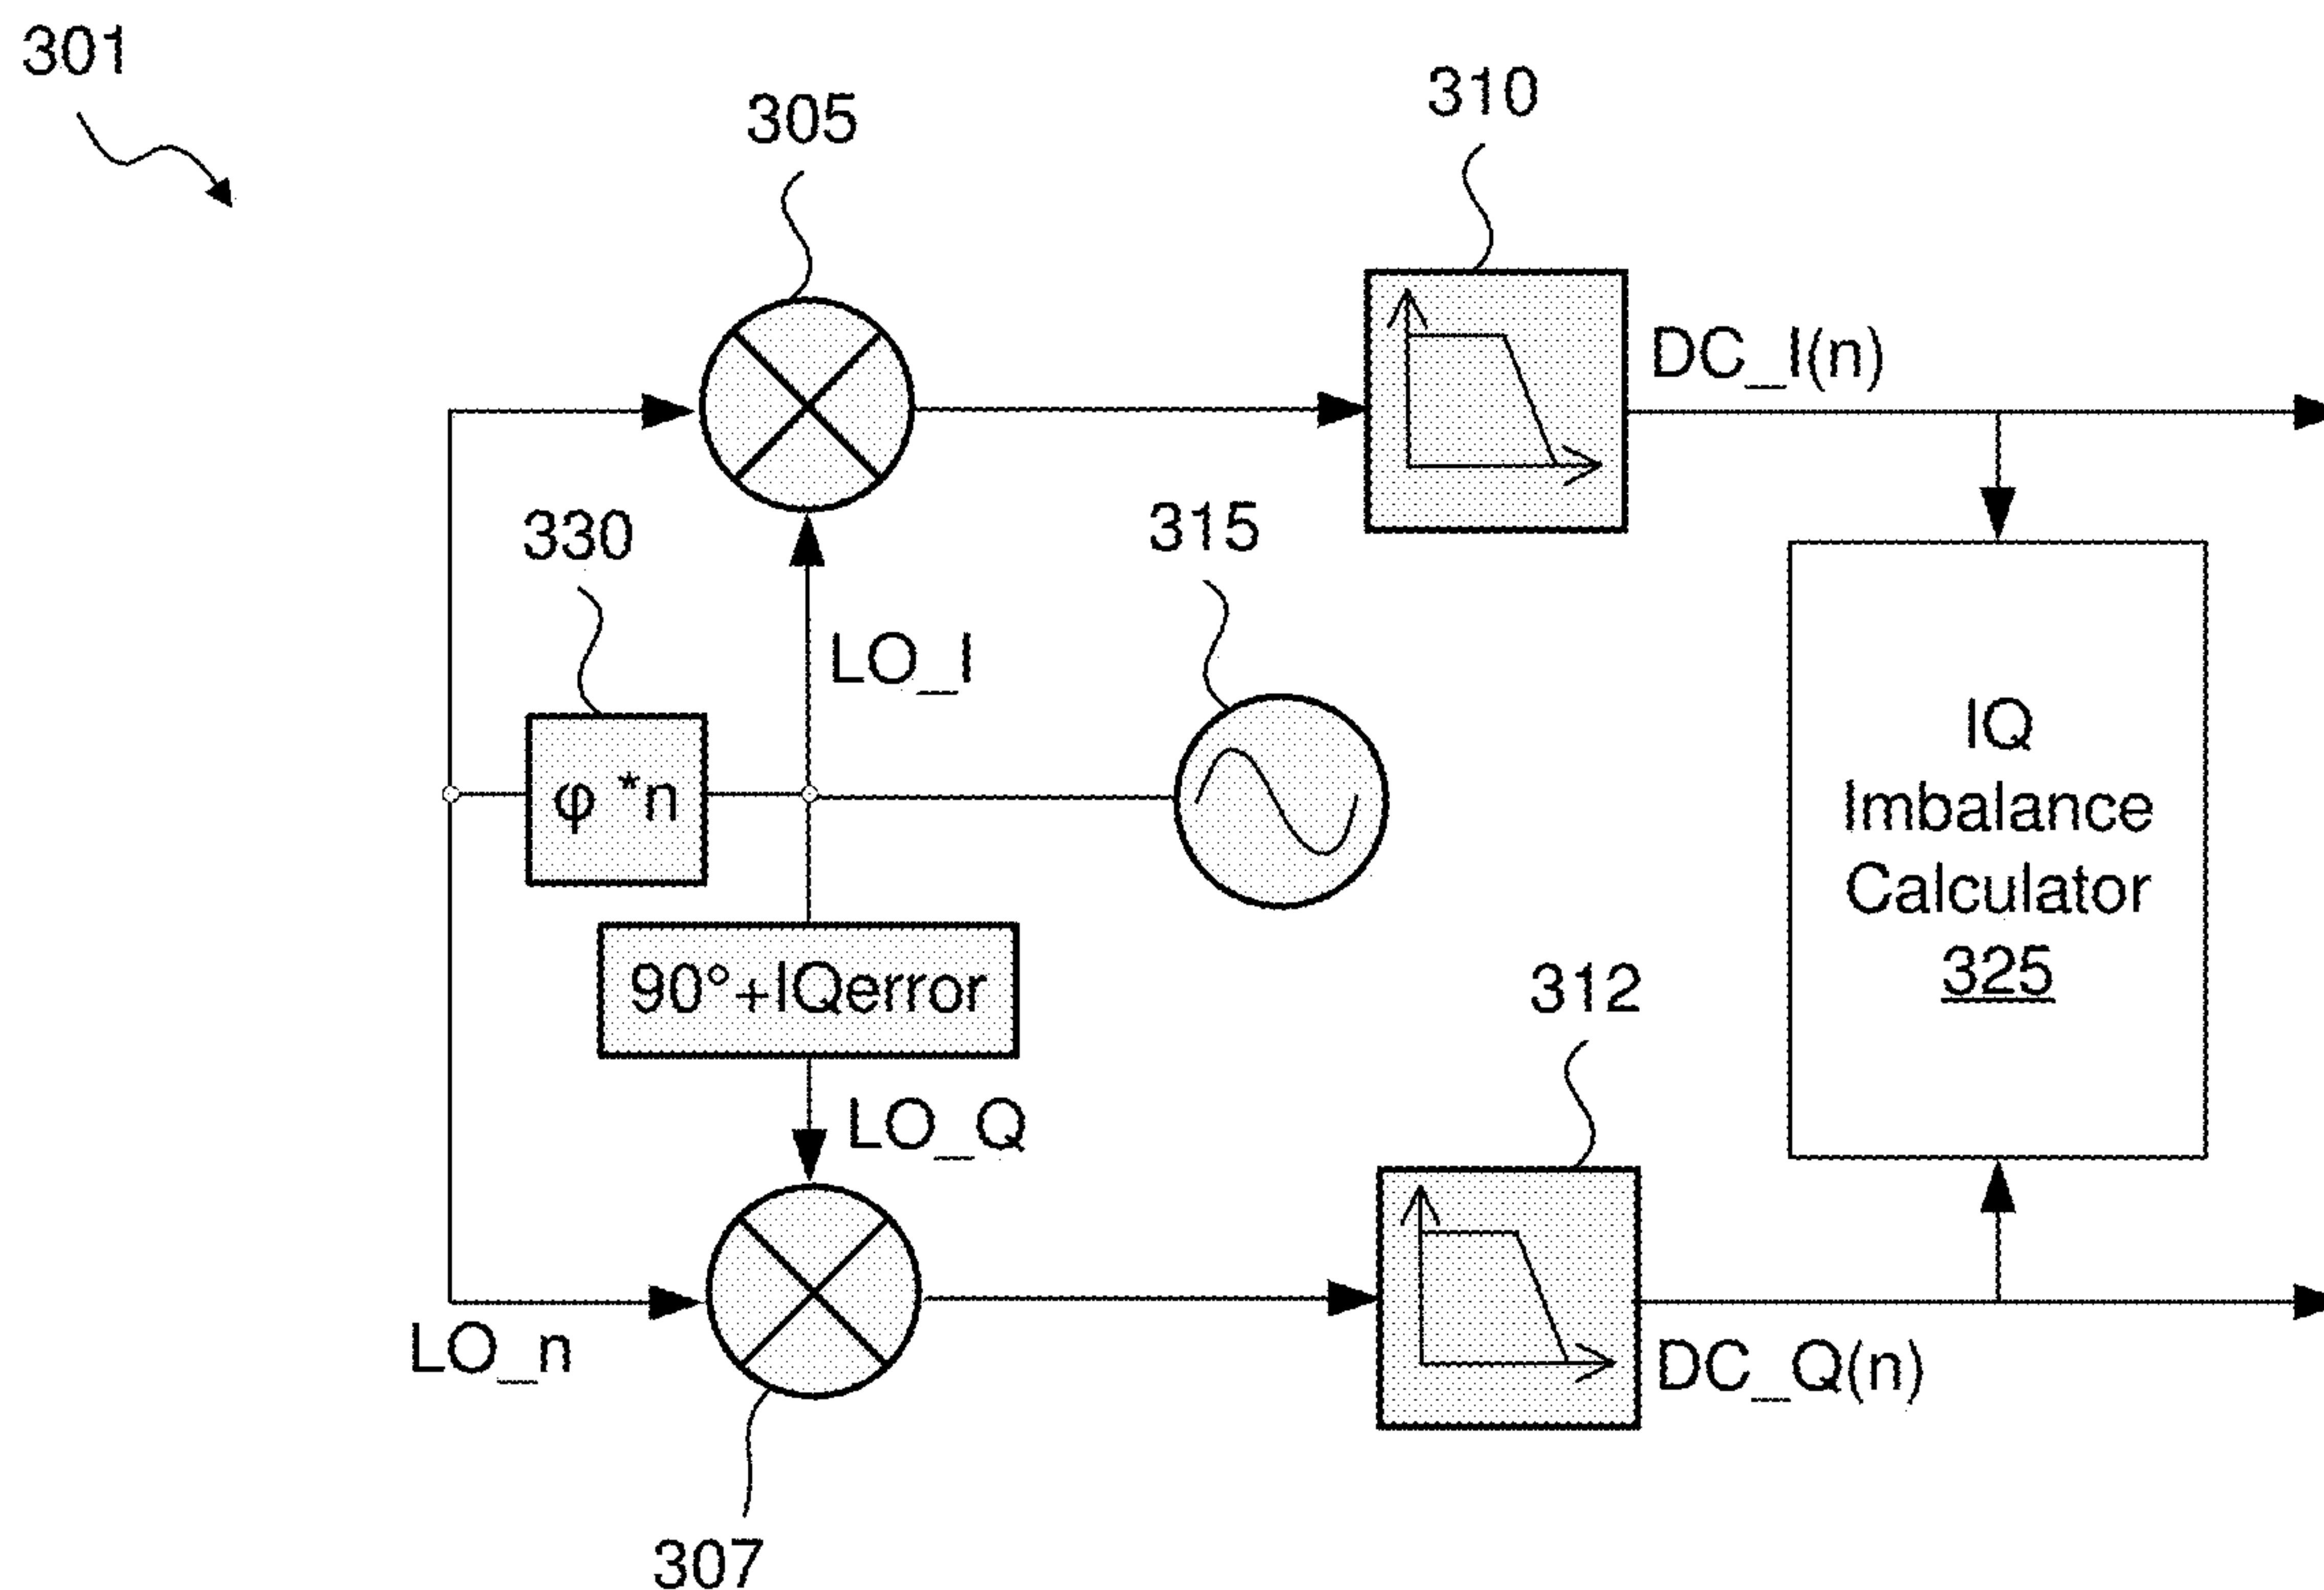 301
305
310
DC_I(n)
330
315
LO_I
φ *n
IQ
Imbalance
Calculator
325
90°+IQerror
312
LO_Q
LO_n
DC_Q(n)
307